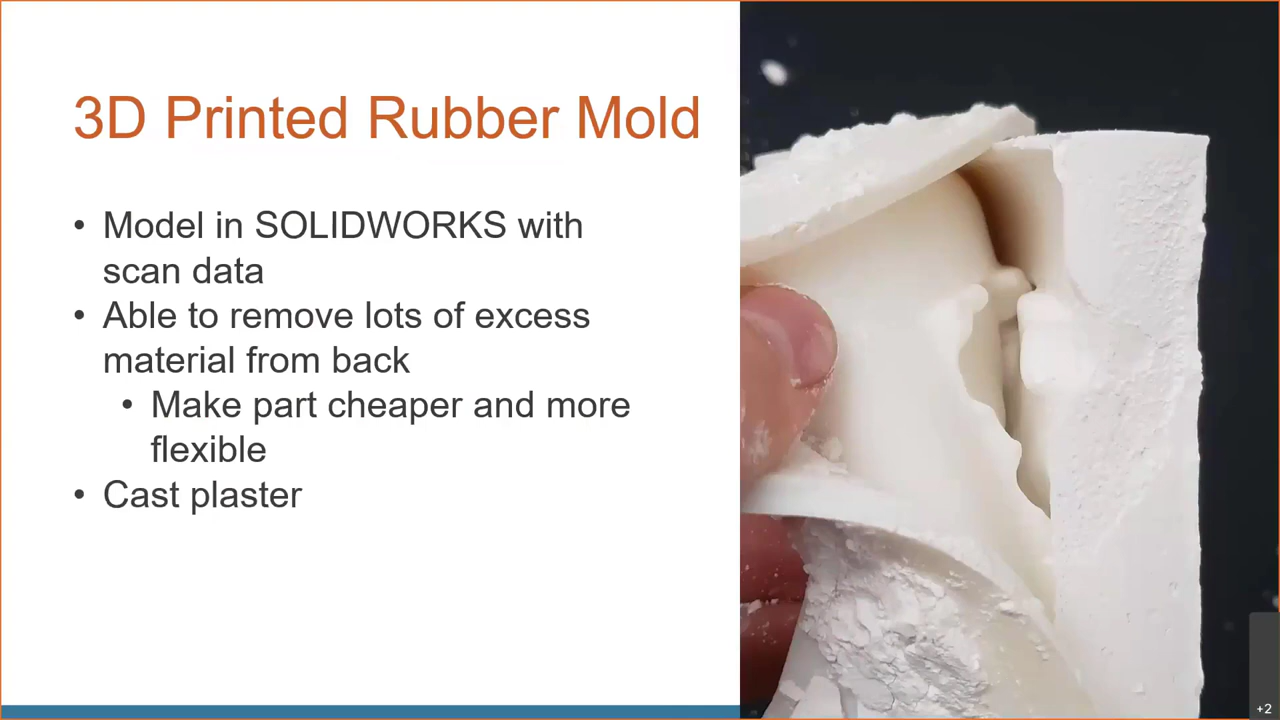 3D Printed Rubber Mold
• Model in SOLIDWORKS with
scan data
• Able to remove lots of excess
material from back
• Make part cheaper and more
flexible
• Cast plaster
+2